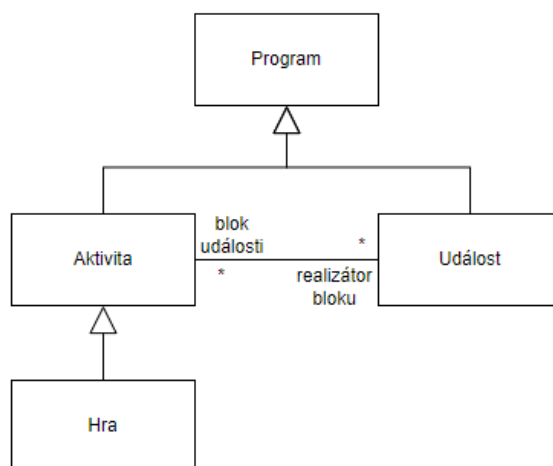 Program
blok
události
*
Aktivita
*
realizátor
bloku
Událost
Hra